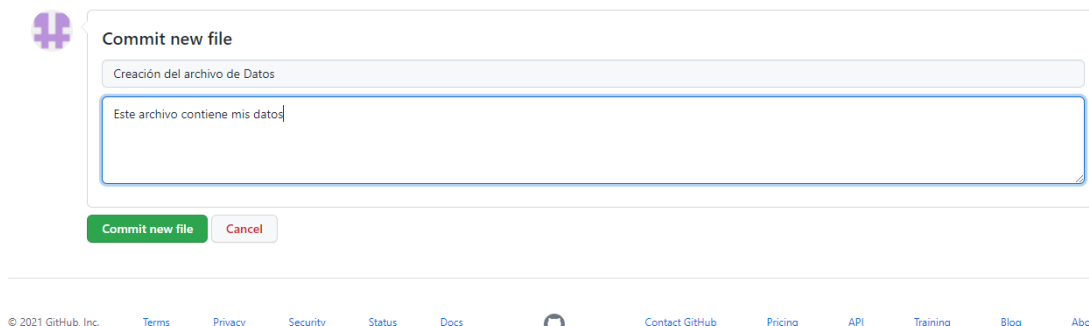 Commit new file
Creación del archivo de Datos
Este archivo contiene mis datos
Commit new file Cancel
© 2021 GitHub, Inc. Terms Privacy Security Status Docs Contact GitHub Pricing API Training Blog